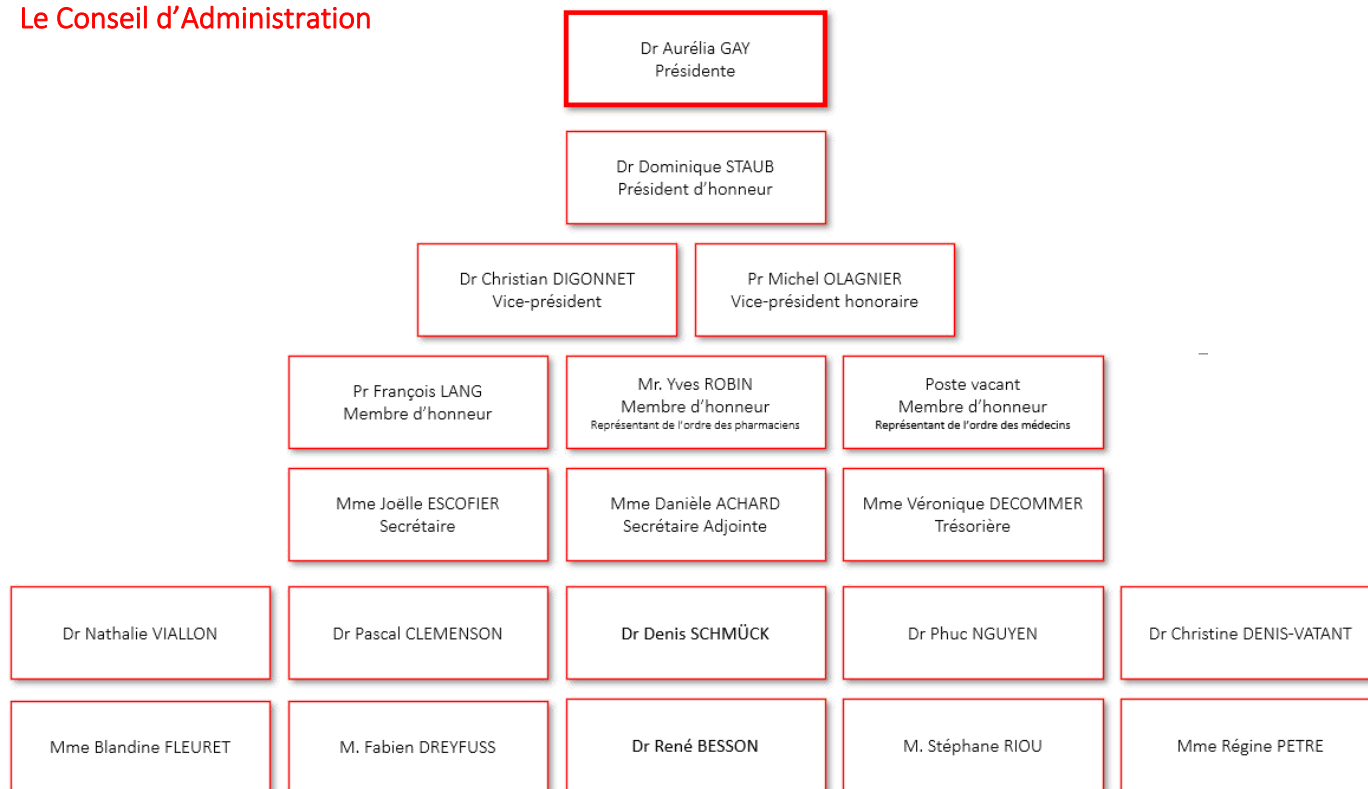 Le Conseil d’Administration
Dr Aurélia GAY
Présidente
Dr Dominique STAUB
Président d’honneur
Dr Christian DIGONNET
Vice-président
Pr Michel OLAGNIER
Vice-président honoraire
Pr François LANG
Membre d’honneur
Mr. Yves ROBIN
Membre d’honneur
Représentant de l’ordre des pharmaciens
Poste vacant
Membre d’honneur
Représentant de l’ordre des médecins
Mme Joëlle ESCOFIER
Secrétaire
Mme Danièle ACHARD
Secrétaire Adjointe
Mme Véronique DECOMMER
Trésorière
Dr Nathalie VIALLON
Dr Pascal CLEMENSON
Dr Denis SCHMÜCK
Dr Phuc NGUYEN
Dr Christine DENIS-VATANT
Mme Blandine FLEURET
M. Fabien DREYFUSS
Dr René BESSON
M. Stéphane RIOU
Mme Régine PETRE